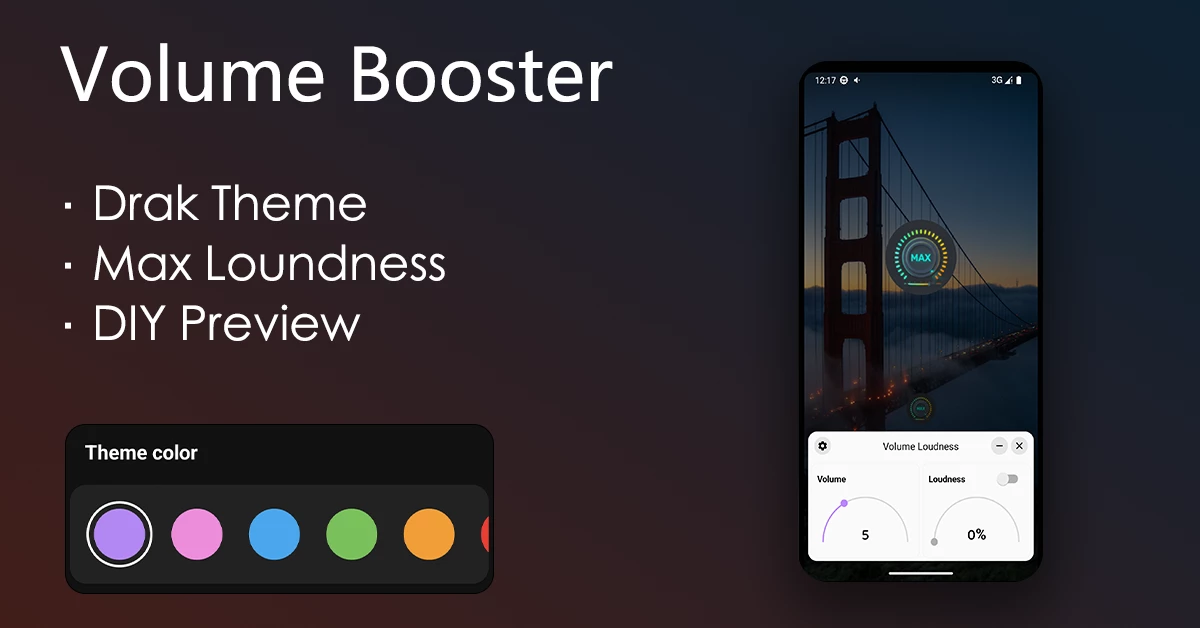 Volume Booster
· Drak Theme
· Max Loundness
· DIY Preview
Theme color
12:17
3G
MAX
MAX
Volume Loudness
Volume
Loudness
5
0%